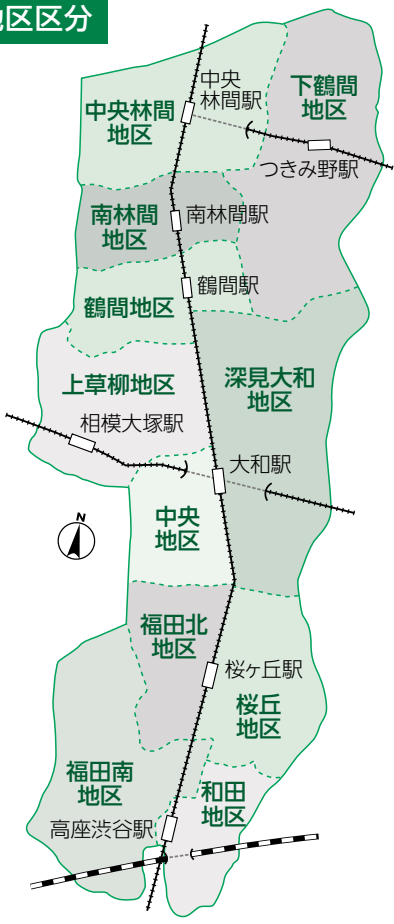 地区区分
中央
林間駅
下鶴間
地区
中央林間
地区
つきみ野駅
南林間
地区
南林間駅
鶴間駅
鶴間地区
上草柳地区
深見大和
地区
相模大塚駅
大和駅
中央
地区
N
福田北
地区
桜ヶ丘駅
桜丘
地区
福田南
地区
和田
地区
高座渋谷駅